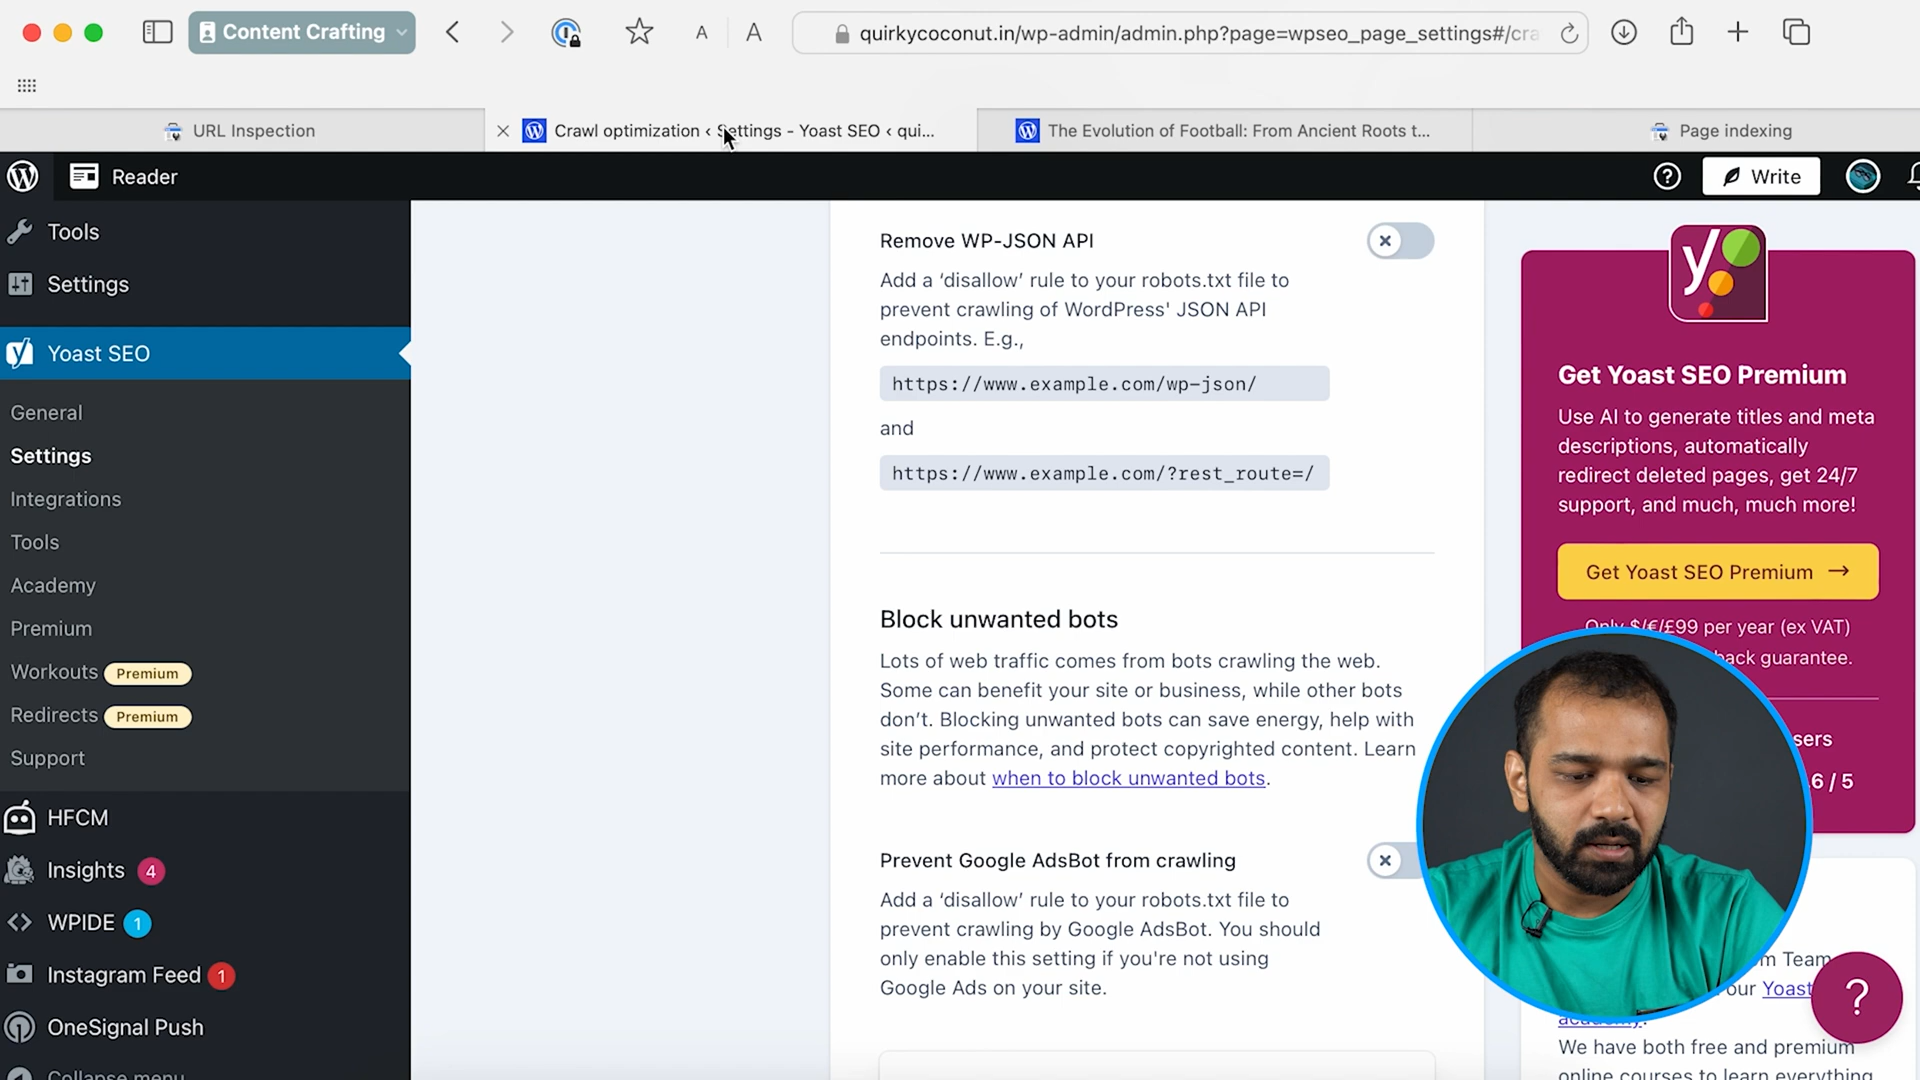 Content Crafting
A
A
quirkycoconut.in/wp-admin/admin.php?page=wpseo_page_settings#/cra
URL Inspection
Crawl optimization ‹ Settings - Yoast SEO ‹ qui...
The Evolution of Football: From Ancient Roots t...
Page indexing
Reader
Write
Tools
Settings
Yoast SEO
General
Settings
Integrations
Tools
Academy
Premium
Workouts Premium
Redirects Premium
Support
HFCM
Insights 4
WPIDE 1
Instagram Feed 1
OneSignal Push
Collapse menu
Remove WP-JSON API
Add a ‘disallow’ rule to your robots.txt file to
prevent crawling of WordPress' JSON API
endpoints. E.g.,
https://www.example.com/wp-json/
and
https://www.example.com/?rest_route=/
Block unwanted bots
Lots of web traffic comes from bots crawling the web.
Some can benefit your site or business, while other bots
don’t. Blocking unwanted bots can save energy, help with
site performance, and protect copyrighted content. Learn
more about when to block unwanted bots.
Prevent Google AdsBot from crawling
Add a ‘disallow’ rule to your robots.txt file to
prevent crawling by Google AdsBot. You should
only enable this setting if you're not using
Google Ads on your site.
y
Get Yoast SEO Premium
Use AI to generate titles and meta
descriptions, automatically
redirect deleted pages, get 24/7
support, and much, much more!
Get Yoast SEO Premium →
Only $/€/£99 per year (ex VAT)
back guarantee.
sers
6 / 5
m Team
our Yoast
academy.
We have both free and premium
online courses to learn everything
?